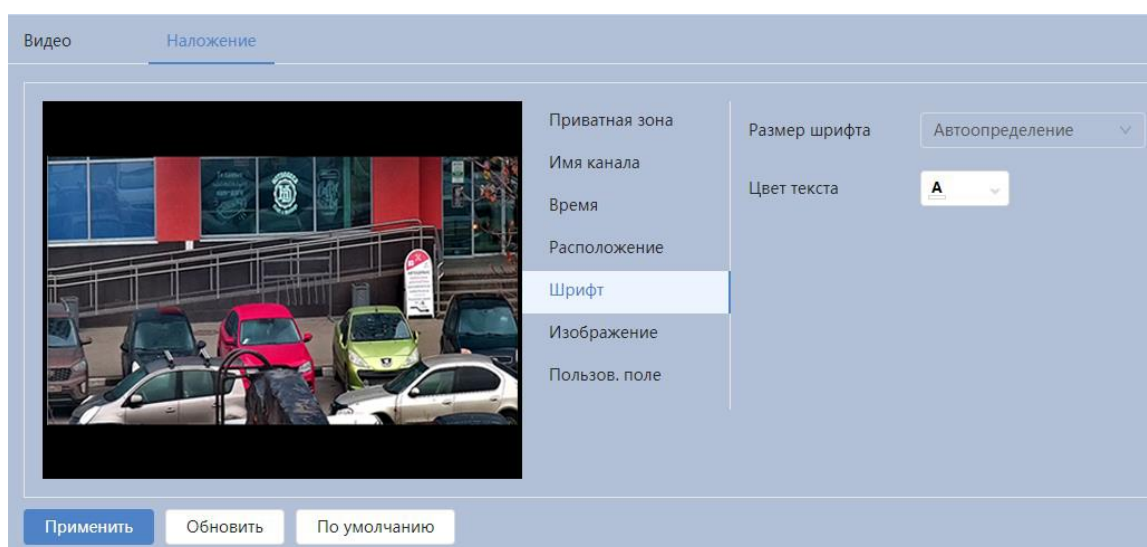 Видео
Наложение
Приватная зона
Имя канала
Время
Расположение
Шрифт
Изображение
Пользов. поле
Размер шрифта
Автоопределение
Цвет текста
A
Применить
Обновить
По умолчанию